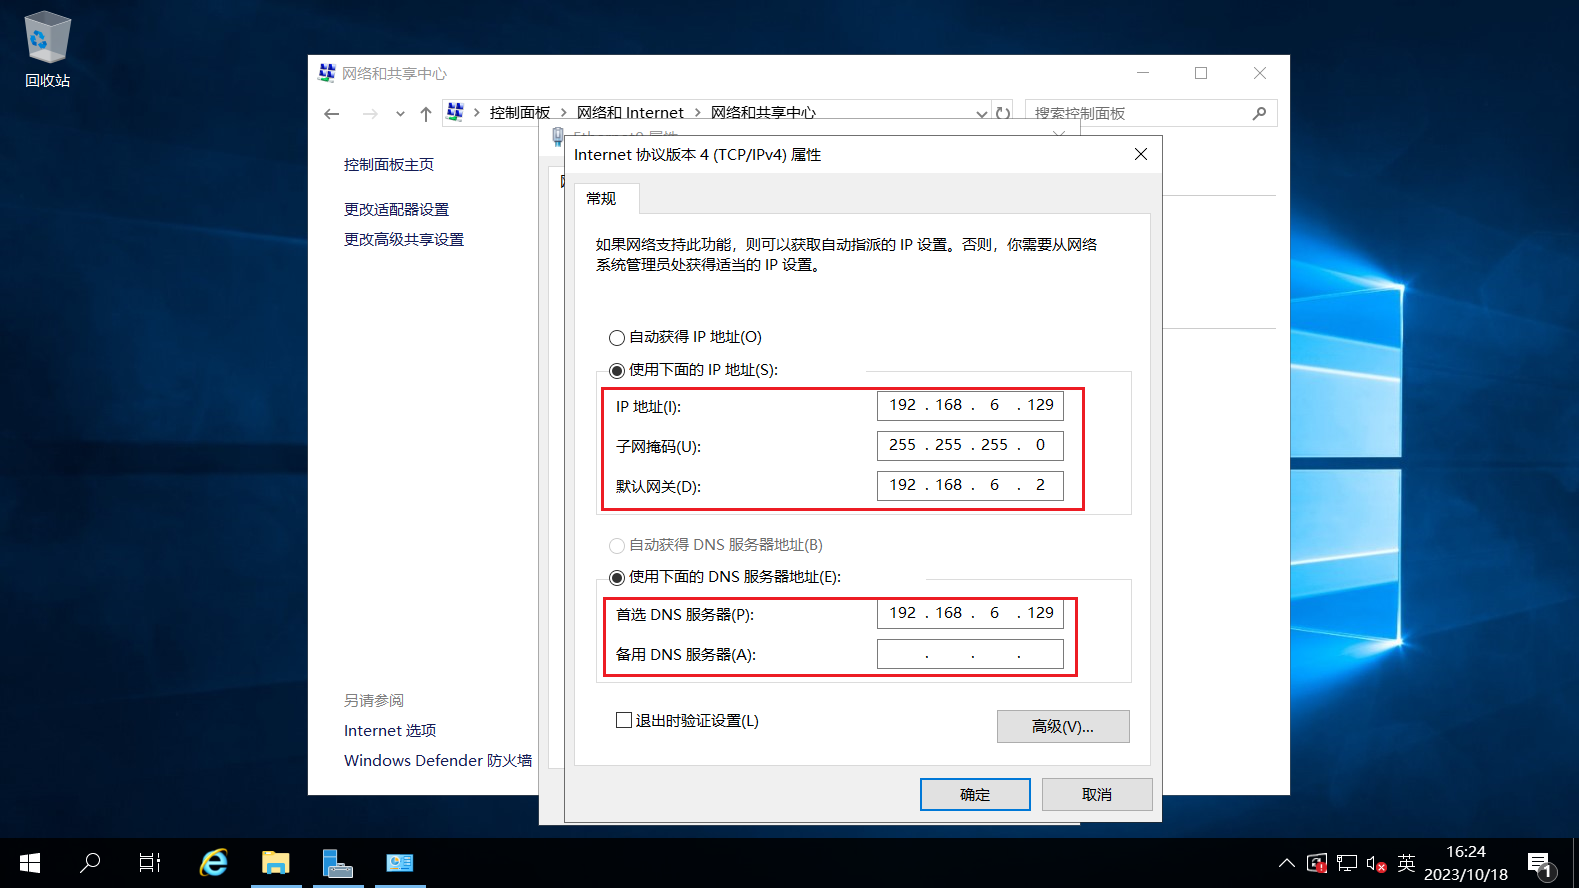 回收站
网络和共享中心
控制面板 网络和 Internet 网络和共享中心
搜索控制面板
控制面板主页
更改适配器设置
更改高级共享设置
另请参阅
Internet 选项
Windows Defender 防火墙
Internet 协议版本 4 (TCP/IPv4) 属性
常规
如果网络支持此功能，则可以获取自动指派的 IP 设置。否则，你需要从网络
系统管理员处获得适当的 IP 设置。
自动获得 IP 地址(O)
使用下面的 IP 地址(S):
IP 地址(I): 192 . 168 . 6 . 129
子网掩码(U): 255 . 255 . 255 . 0
默认网关(D): 192 . 168 . 6 . 2
自动获得 DNS 服务器地址(B)
使用下面的 DNS 服务器地址(E):
首选 DNS 服务器(P): 192 . 168 . 6 . 129
备用 DNS 服务器(A): . . .
退出时验证设置(L)
高级(V)...
确定 取消
英
16:24
2023/10/18
1